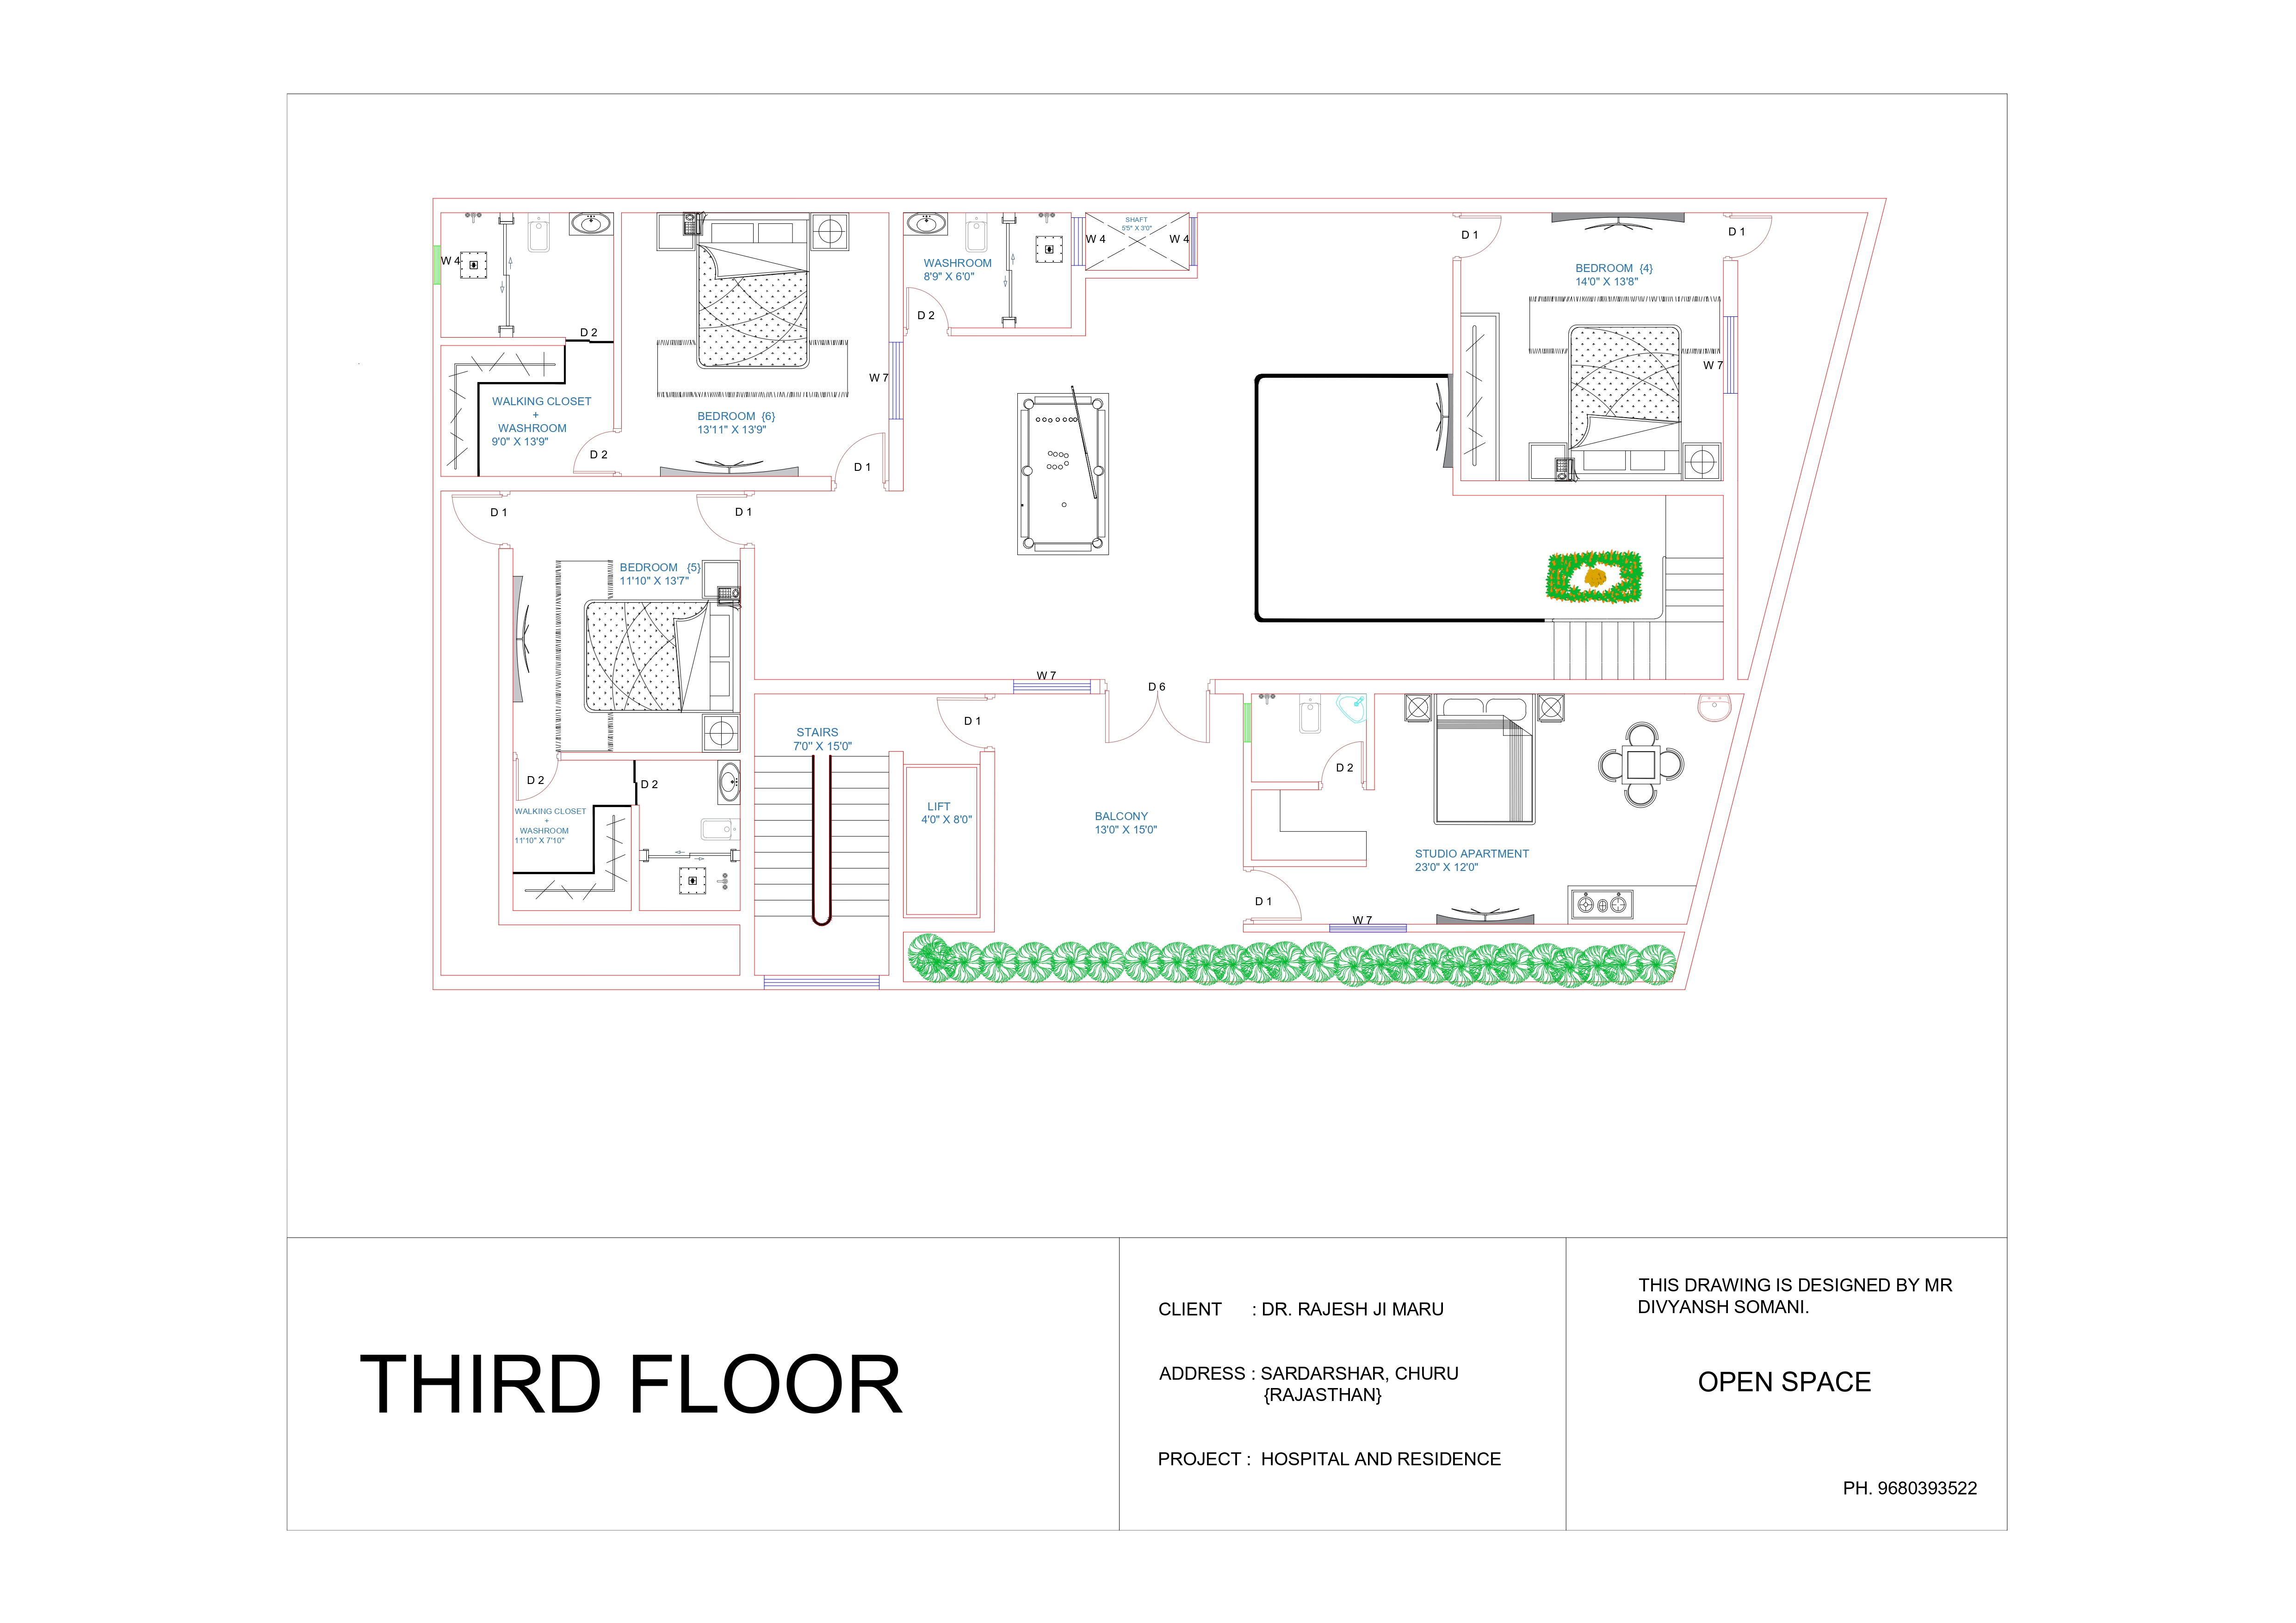 SHAFT
5'5" X 3'0"
W 4
W 4
W 4
D 1
D 1
WASHROOM
8'9" X 6'0"
BEDROOM {4}
14'0" X 13'8"
D 2
D 2
W 7
W 7
WALKING CLOSET
+
WASHROOM
9'0" X 13'9"
BEDROOM {6}
13'11" X 13'9"
D 2
D 1
D 1
D 1
BEDROOM {5}
11'10" X 13'7"
W 7
D 6
D 1
STAIRS
7'0" X 15'0"
D 2
D 2
D 2
WALKING CLOSET
+
WASHROOM
11'10" X 7'10"
LIFT
4'0" X 8'0"
BALCONY
13'0" X 15'0"
STUDIO APARTMENT
23'0" X 12'0"
D 1
W 7
THIRD FLOOR
CLIENT : DR. RAJESH JI MARU
ADDRESS : SARDARSHAR, CHURU
{RAJASTHAN}
PROJECT : HOSPITAL AND RESIDENCE
THIS DRAWING IS DESIGNED BY MR
DIVYANSH SOMANI.
OPEN SPACE
PH. 9680393522